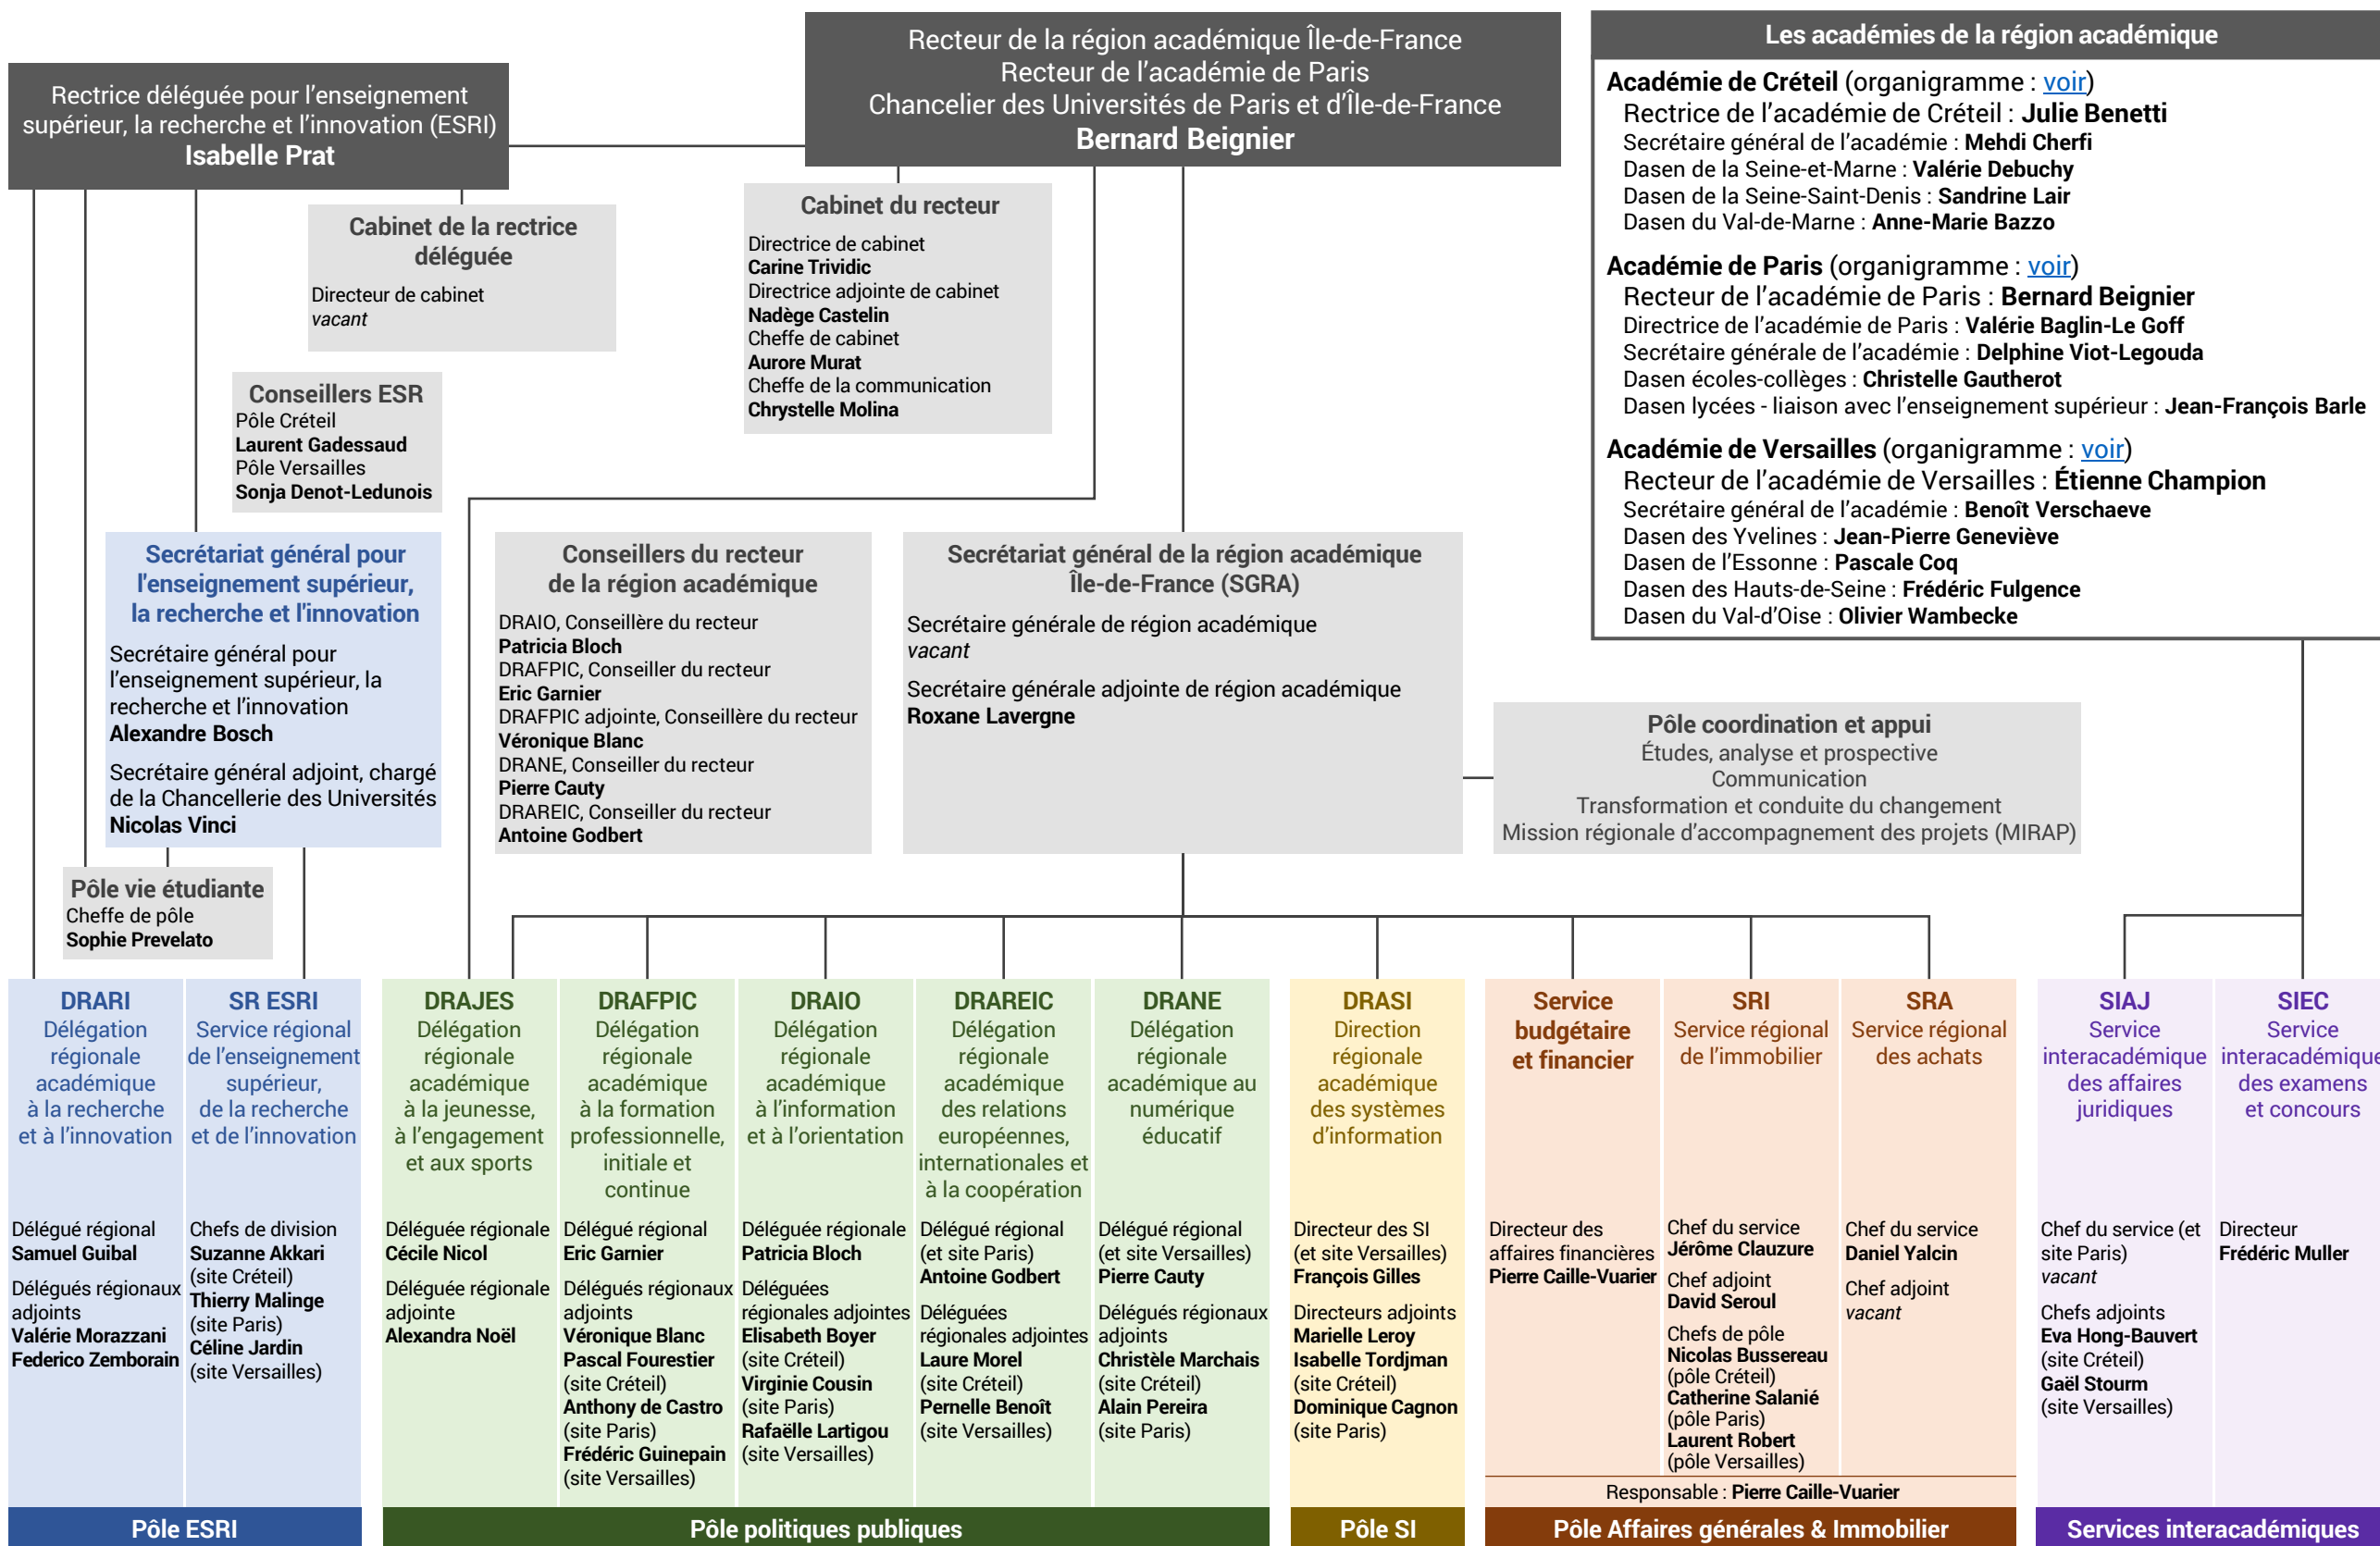 Rectrice déléguée pour l’enseignement
supérieur, la recherche et l’innovation (ESRI)
Isabelle Prat
Recteur de la région académique Île-de-France
Recteur de l’académie de Paris
Chancelier des Universités de Paris et d’Île-de-France
Bernard Beignier
Les académies de la région académique
Académie de Créteil (organigramme : voir)
Rectrice de l’académie de Créteil : Julie Benetti
Secrétaire général de l’académie : Mehdi Cherfi
Dasen de la Seine-et-Marne : Valérie Debuchy
Dasen de la Seine-Saint-Denis : Sandrine Lair
Dasen du Val-de-Marne : Anne-Marie Bazzo
Académie de Paris (organigramme : voir)
Recteur de l’académie de Paris : Bernard Beignier
Directrice de l’académie de Paris : Valérie Baglin-Le Goff
Secrétaire générale de l’académie : Delphine Viot-Legouda
Dasen écoles-collèges : Christelle Gautherot
Dasen lycées - liaison avec l’enseignement supérieur : Jean-François Barle
Académie de Versailles (organigramme : voir)
Recteur de l’académie de Versailles : Étienne Champion
Secrétaire général de l’académie : Benoît Verschaeve
Dasen des Yvelines : Jean-Pierre Geneviève
Dasen de l’Essonne : Pascale Coq
Dasen des Hauts-de-Seine : Frédéric Fulgence
Dasen du Val-d’Oise : Olivier Wambecke
Cabinet de la rectrice
déléguée
Directeur de cabinet
vacant
Cabinet du recteur
Directrice de cabinet
Carine Trividic
Directrice adjointe de cabinet
Nadège Castelin
Cheffe de cabinet
Aurore Murat
Cheffe de la communication
Chrystelle Molina
Conseillers ESR
Pôle Créteil
Laurent Gadessaud
Pôle Versailles
Sonja Denot-Ledunois
Secrétariat général pour
l'enseignement supérieur,
la recherche et l'innovation
Secrétaire général pour
l’enseignement supérieur, la
recherche et l’innovation
Alexandre Bosch
Secrétaire général adjoint, chargé
de la Chancellerie des Universités
Nicolas Vinci
Conseillers du recteur
de la région académique
DRAIO, Conseillère du recteur
Patricia Bloch
DRAFPIC, Conseiller du recteur
Eric Garnier
DRAFPIC adjointe, Conseillère du recteur
Véronique Blanc
DRANE, Conseiller du recteur
Pierre Cauty
DRAREIC, Conseiller du recteur
Antoine Godbert
Secrétariat général de la région académique
Île-de-France (SGRA)
Secrétaire générale de région académique
vacant
Secrétaire générale adjointe de région académique
Roxane Lavergne
Pôle coordination et appui
Études, analyse et prospective
Communication
Transformation et conduite du changement
Mission régionale d’accompagnement des projets (MIRAP)
Pôle vie étudiante
Cheffe de pôle
Sophie Prevelato
DRARI
Délégation
régionale
académique
à la recherche
et à l’innovation
Délégué régional
Samuel Guibal
Délégués régionaux
adjoints
Valérie Morazzani
Federico Zemborain
SR ESRI
Service régional
de l’enseignement
supérieur,
de la recherche
et de l’innovation
Chefs de division
Suzanne Akkari
(site Créteil)
Thierry Malinge
(site Paris)
Céline Jardin
(site Versailles)
Pôle ESRI
DRAJES
Délégation
régionale
académique
à la jeunesse,
à l’engagement
et aux sports
Déléguée régionale
Cécile Nicol
Déléguée régionale
adjointe
Alexandra Noël
DRAFPIC
Délégation
régionale
académique
à la formation
professionnelle,
initiale et
continue
Délégué régional
Eric Garnier
Délégués régionaux
adjoints
Véronique Blanc
Pascal Fourestier
(site Créteil)
Anthony de Castro
(site Paris)
Frédéric Guinepain
(site Versailles)
DRAIO
Délégation
régionale
académique
à l’information
et à l’orientation
Déléguée régionale
Patricia Bloch
Déléguées
régionales adjointes
Elisabeth Boyer
(site Créteil)
Virginie Cousin
(site Paris)
Rafaëlle Lartigou
(site Versailles)
DRAREIC
Délégation
régionale
académique
des relations
européennes,
internationales et
à la coopération
Délégué régional
(et site Paris)
Antoine Godbert
Déléguées
régionales adjointes
Laure Morel
(site Créteil)
Pernelle Benoît
(site Versailles)
DRANE
Délégation
régionale
académique au
numérique
éducatif
Délégué régional
(et site Versailles)
Pierre Cauty
Délégués régionaux
adjoints
Christèle Marchais
(site Créteil)
Alain Pereira
(site Paris)
Pôle politiques publiques
DRASI
Direction
régionale
académique
des systèmes
d’information
Directeur des SI
(et site Versailles)
François Gilles
Directeurs adjoints
Marielle Leroy
Isabelle Tordjman
(site Créteil)
Dominique Cagnon
(site Paris)
Pôle SI
Service
budgétaire
et financier
Directeur des
affaires financières
Pierre Caille-Vuarier
SRI
Service régional
de l’immobilier
Chef du service
Jérôme Clauzure
Chef adjoint
David Seroul
Chefs de pôle
Nicolas Bussereau
(pôle Créteil)
Catherine Salanié
(pôle Paris)
Laurent Robert
(pôle Versailles)
SRA
Service régional
des achats
Chef du service
Daniel Yalcin
Chef adjoint
vacant
Responsable : Pierre Caille-Vuarier
Pôle Affaires générales & Immobilier
SIAJ
Service
interacadémique
des affaires
juridiques
Chef du service (et
site Paris)
vacant
Chefs adjoints
Eva Hong-Bauvert
(site Créteil)
Gaël Stourm
(site Versailles)
SIEC
Service
interacadémique
des examens
et concours
Directeur
Frédéric Muller
Services interacadémiques